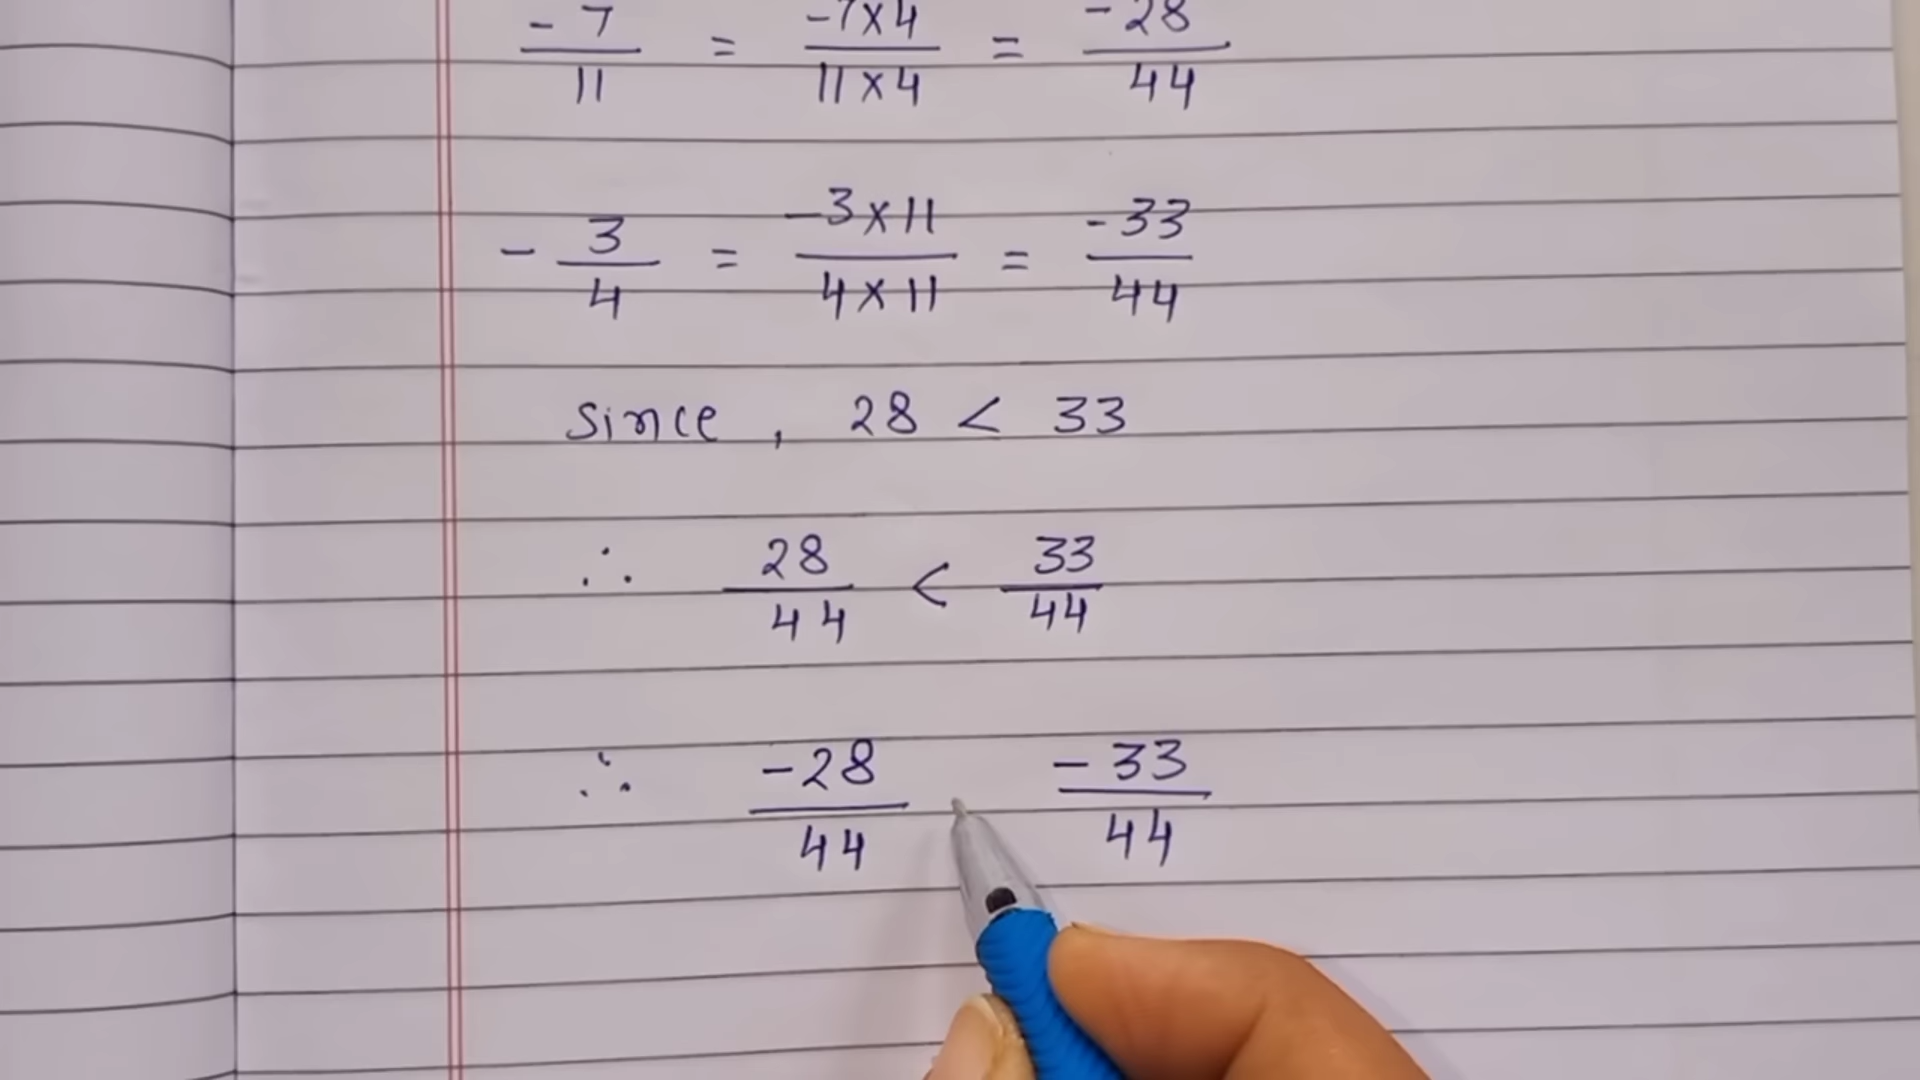 -7/11 = -7×4/11×4 = -28/44
- 3/4 = -3×11/4×11 = -33/44
Since, 28 < 33
∴ 28/44 < 33/44
∴ -28/44 -33/44